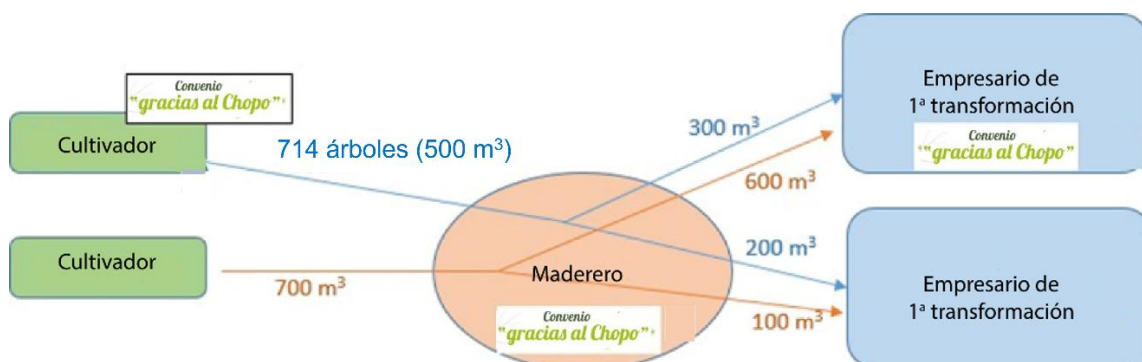 Convenio
"gracias al Chopo"
Cultivador
714 árboles (500 m³)
300 m³
600 m³
Empresario de
1ª transformación
Convenio
"gracias al Chopo"
Cultivador
700 m³
Maderero
Convenio
"gracias al Chopo"
200 m³
100 m³
Empresario de
1ª transformación